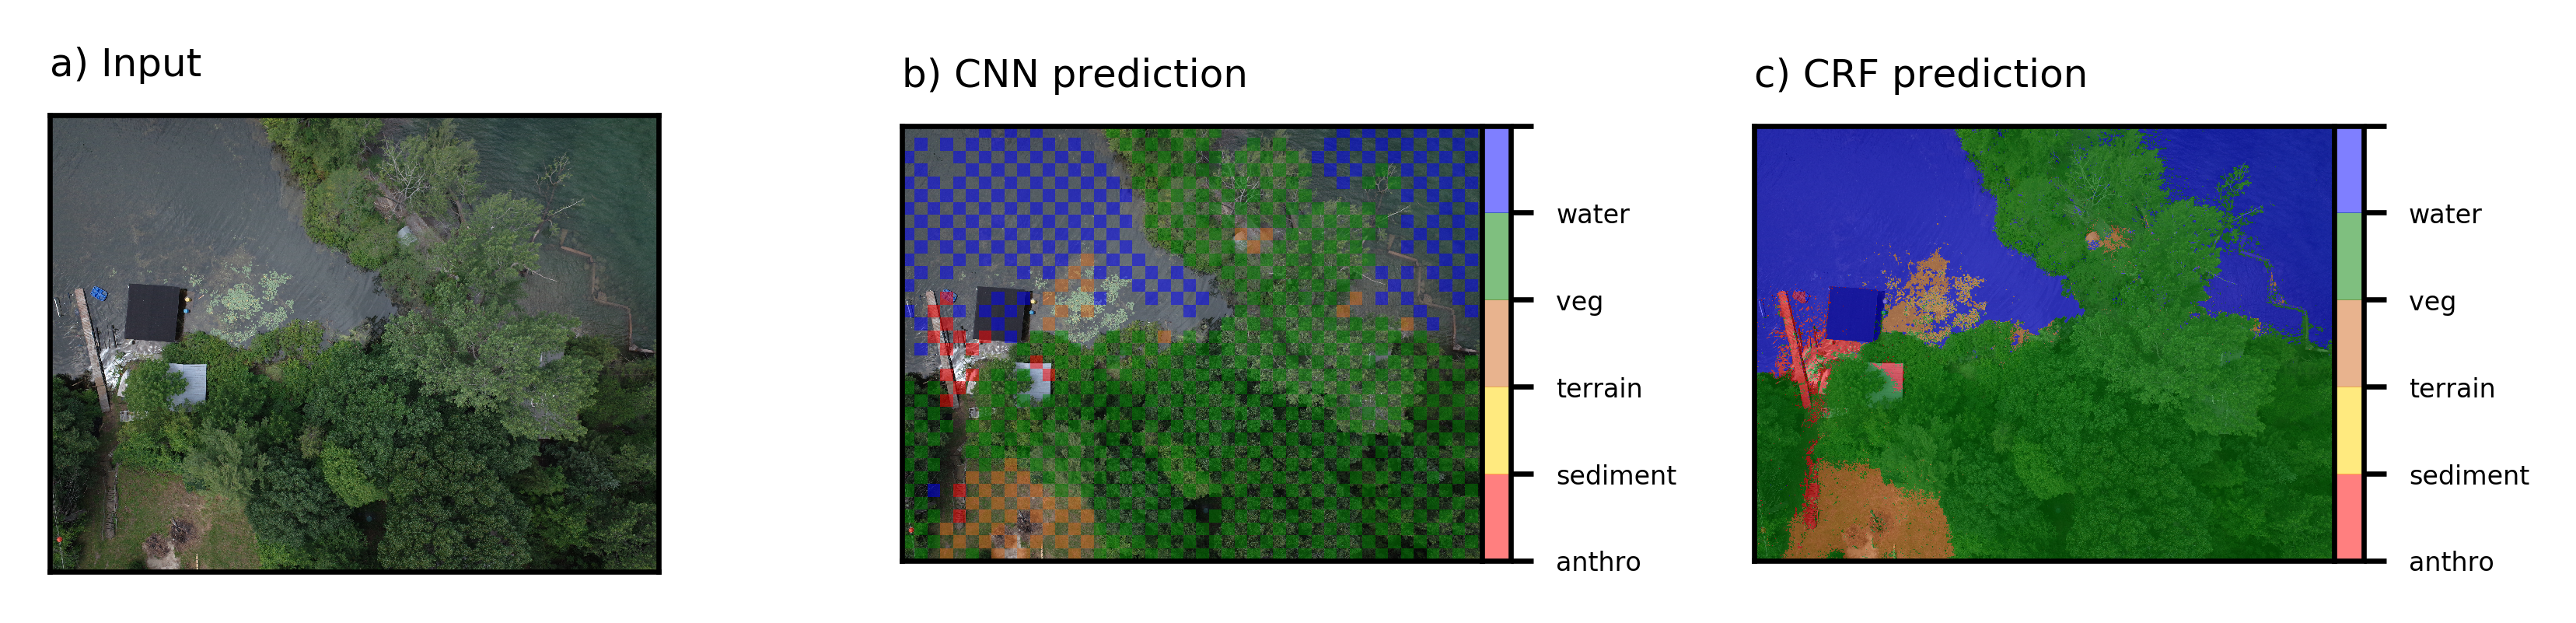 a) Input
b) CNN prediction
c) CRF prediction
water
veg
terrain
sediment
anthro
water
veg
terrain
sediment
anthro